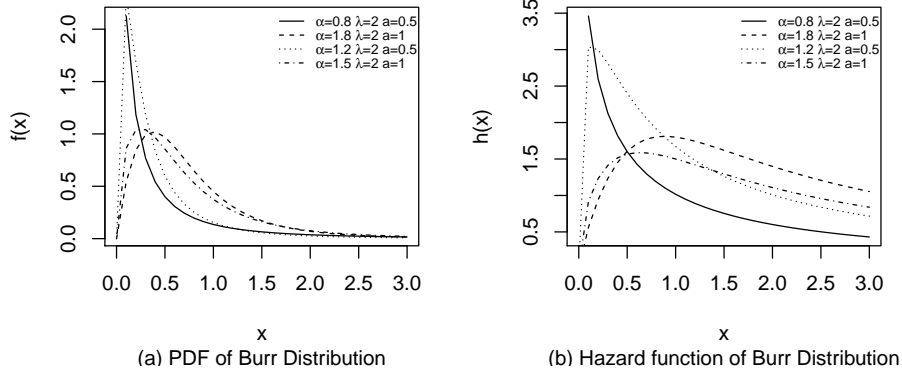 α=0.8 λ=2 a=0.5
α=1.8 λ=2 a=1
α=1.2 λ=2 a=0.5
α=1.5 λ=2 a=1
f(x)
0.0 0.5 1.0 1.5 2.0
0.0 0.5 1.0 1.5 2.0 2.5 3.0
x
(a) PDF of Burr Distribution
α=0.8 λ=2 a=0.5
α=1.8 λ=2 a=1
α=1.2 λ=2 a=0.5
α=1.5 λ=2 a=1
h(x)
0.5 1.5 2.5 3.5
0.0 0.5 1.0 1.5 2.0 2.5 3.0
x
(b) Hazard function of Burr Distribution